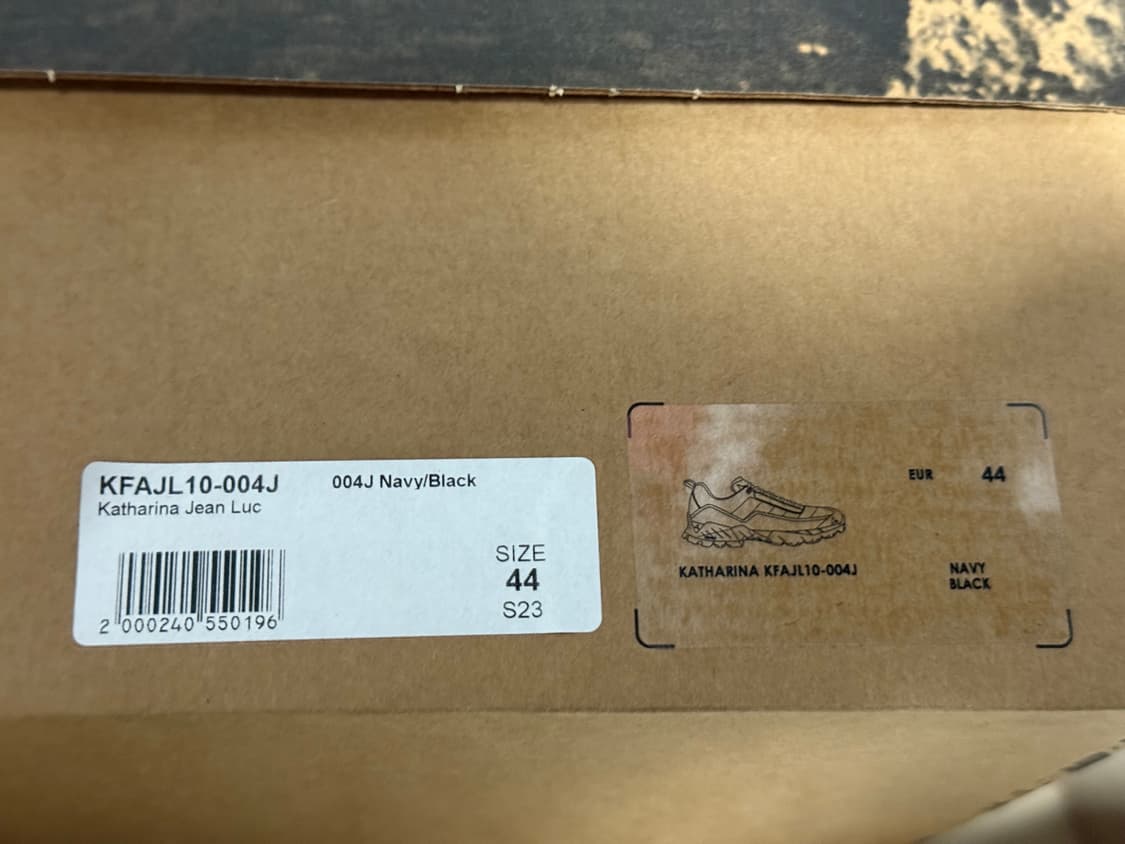 KFAJL10-004J 004J Navy/Black
Katharina Jean Luc
SIZE
44
S23
2 000240 550196
EUR 44
KATHARINA KFAJL10-004J
NAVY
BLACK